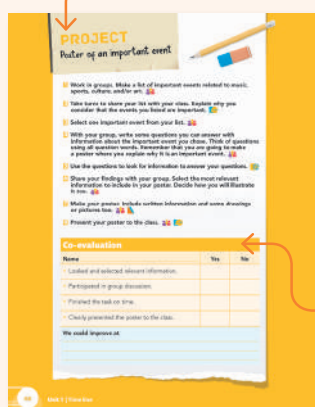 PROJECT
Poster of an important event
Work in groups. Make a list of important events related to music,
sports, culture, and/or art.
Take turns to share your list with your class. Explain why you
consider that the events you listed are important.
Select one important event from your list.
With your group, write some questions you can answer with
information about the important event you chose. Think of questions
using all question words. Remember that you are going to make
a poster where you explain why it is an important event.
Use the questions to look for information to answer your questions.
Share your findings with your group. Select the most relevant
information to include in your poster. Decide how you will illustrate
it too.
Make your poster. Include written information and some drawings
or pictures too.
Present your poster to the class.
Co-evaluation
Name Yes No
Looked and selected relevant information.
Participated in group discussion.
Finished the task on time.
Clearly presented the poster to the class.
We could improve at
Unit